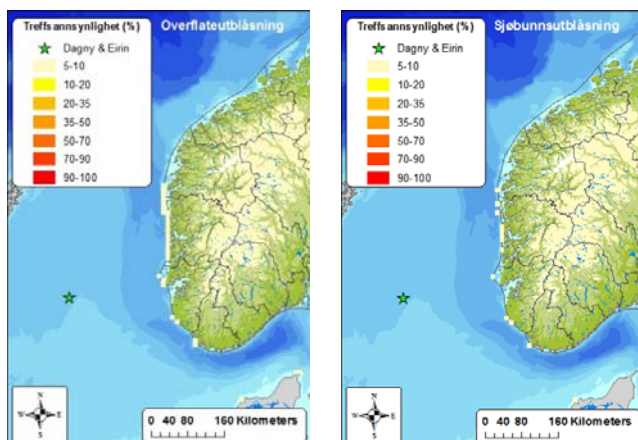 Treffsannsynlighet (%)
Dagny & Eirin
5-10
10-20
20-35
35-50
50-70
70-90
90-100
Overflateutblåsning
N
W E
S
0 40 80 160 Kilometers
Treffsannsynlighet (%)
Dagny & Eirin
5-10
10-20
20-35
35-50
50-70
70-90
90-100
Sjøbunnsutblåsning
N
W E
S
0 40 80 160 Kilometers